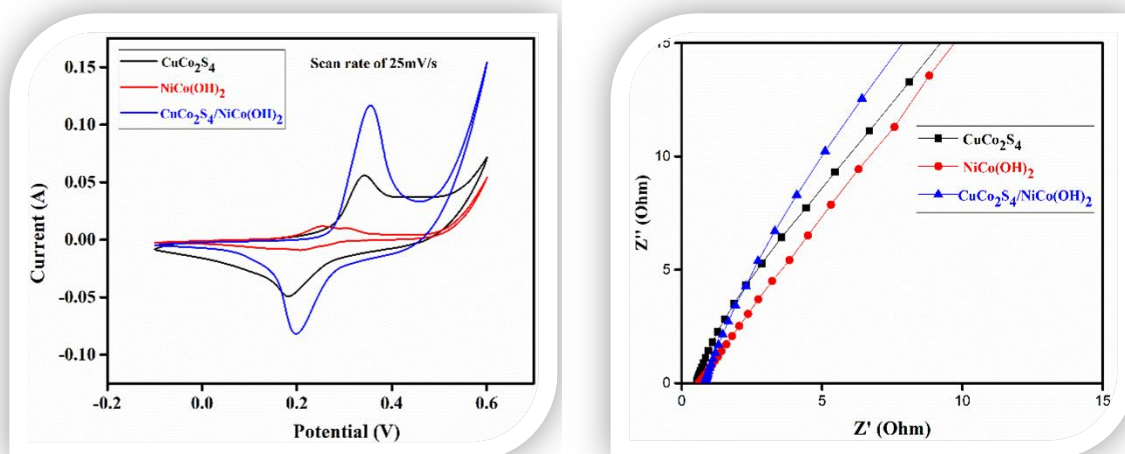 CuCo2S4
NiCo(OH)2
CuCo2S4/NiCo(OH)2
Scan rate of 25mV/s
0.15
0.10
0.05
0.00
-0.05
-0.10
Current (A)
-0.2
0.0
0.2
0.4
0.6
Potential (V)
15
10
5
0
Z'' (Ohm)
CuCo2S4
NiCo(OH)2
CuCo2S4/NiCo(OH)2
0
5
10
15
Z' (Ohm)